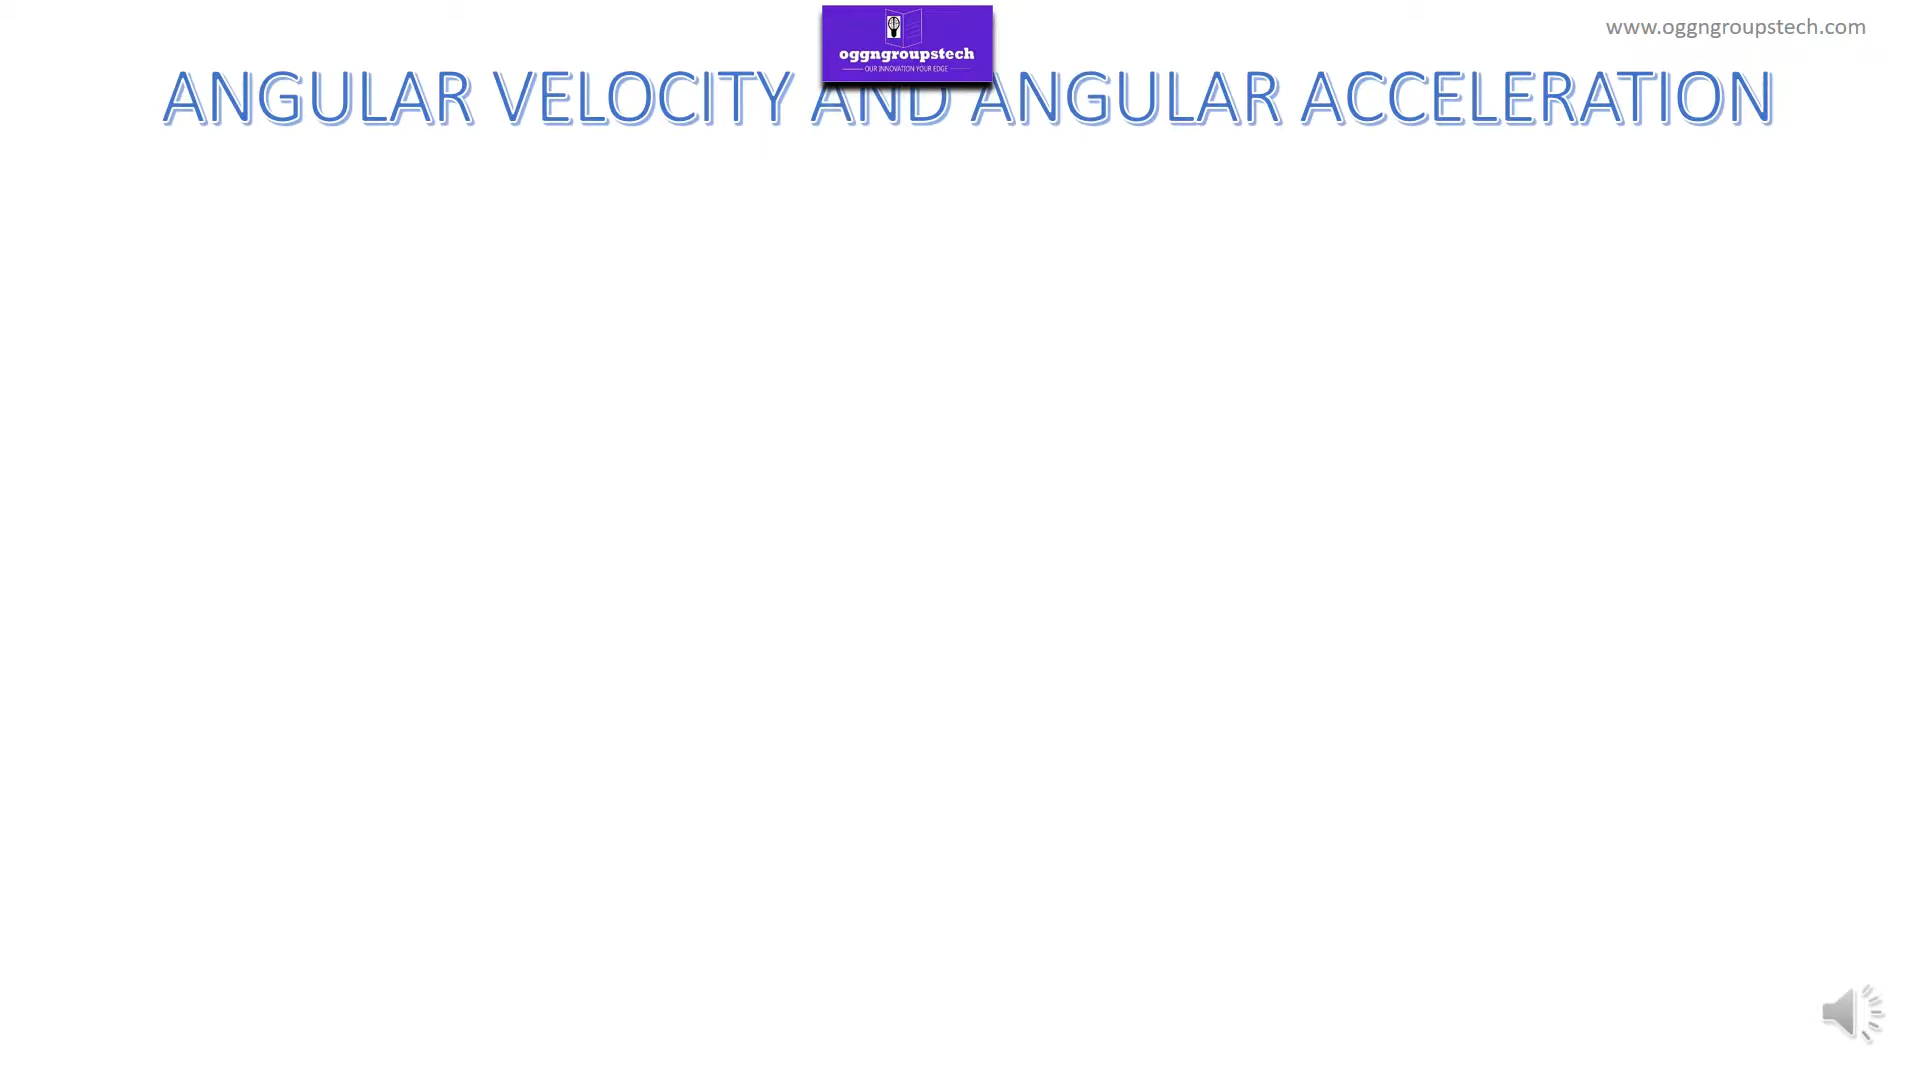 www.oggngroupstech.com
oggngroupstech
OUR INNOVATION YOUR EDGE
ANGULAR VELOCITY AND ANGULAR ACCELERATION